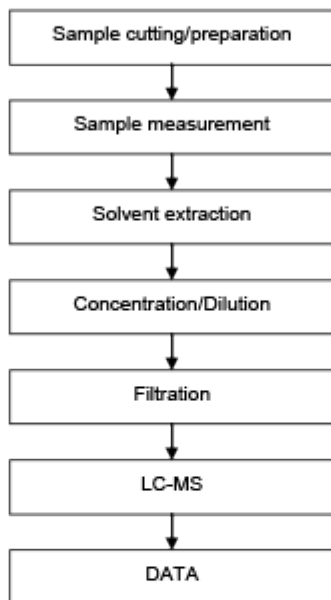 Sample cutting/preparation
Sample measurement
Solvent extraction
Concentration/Dilution
Filtration
LC-MS
DATA